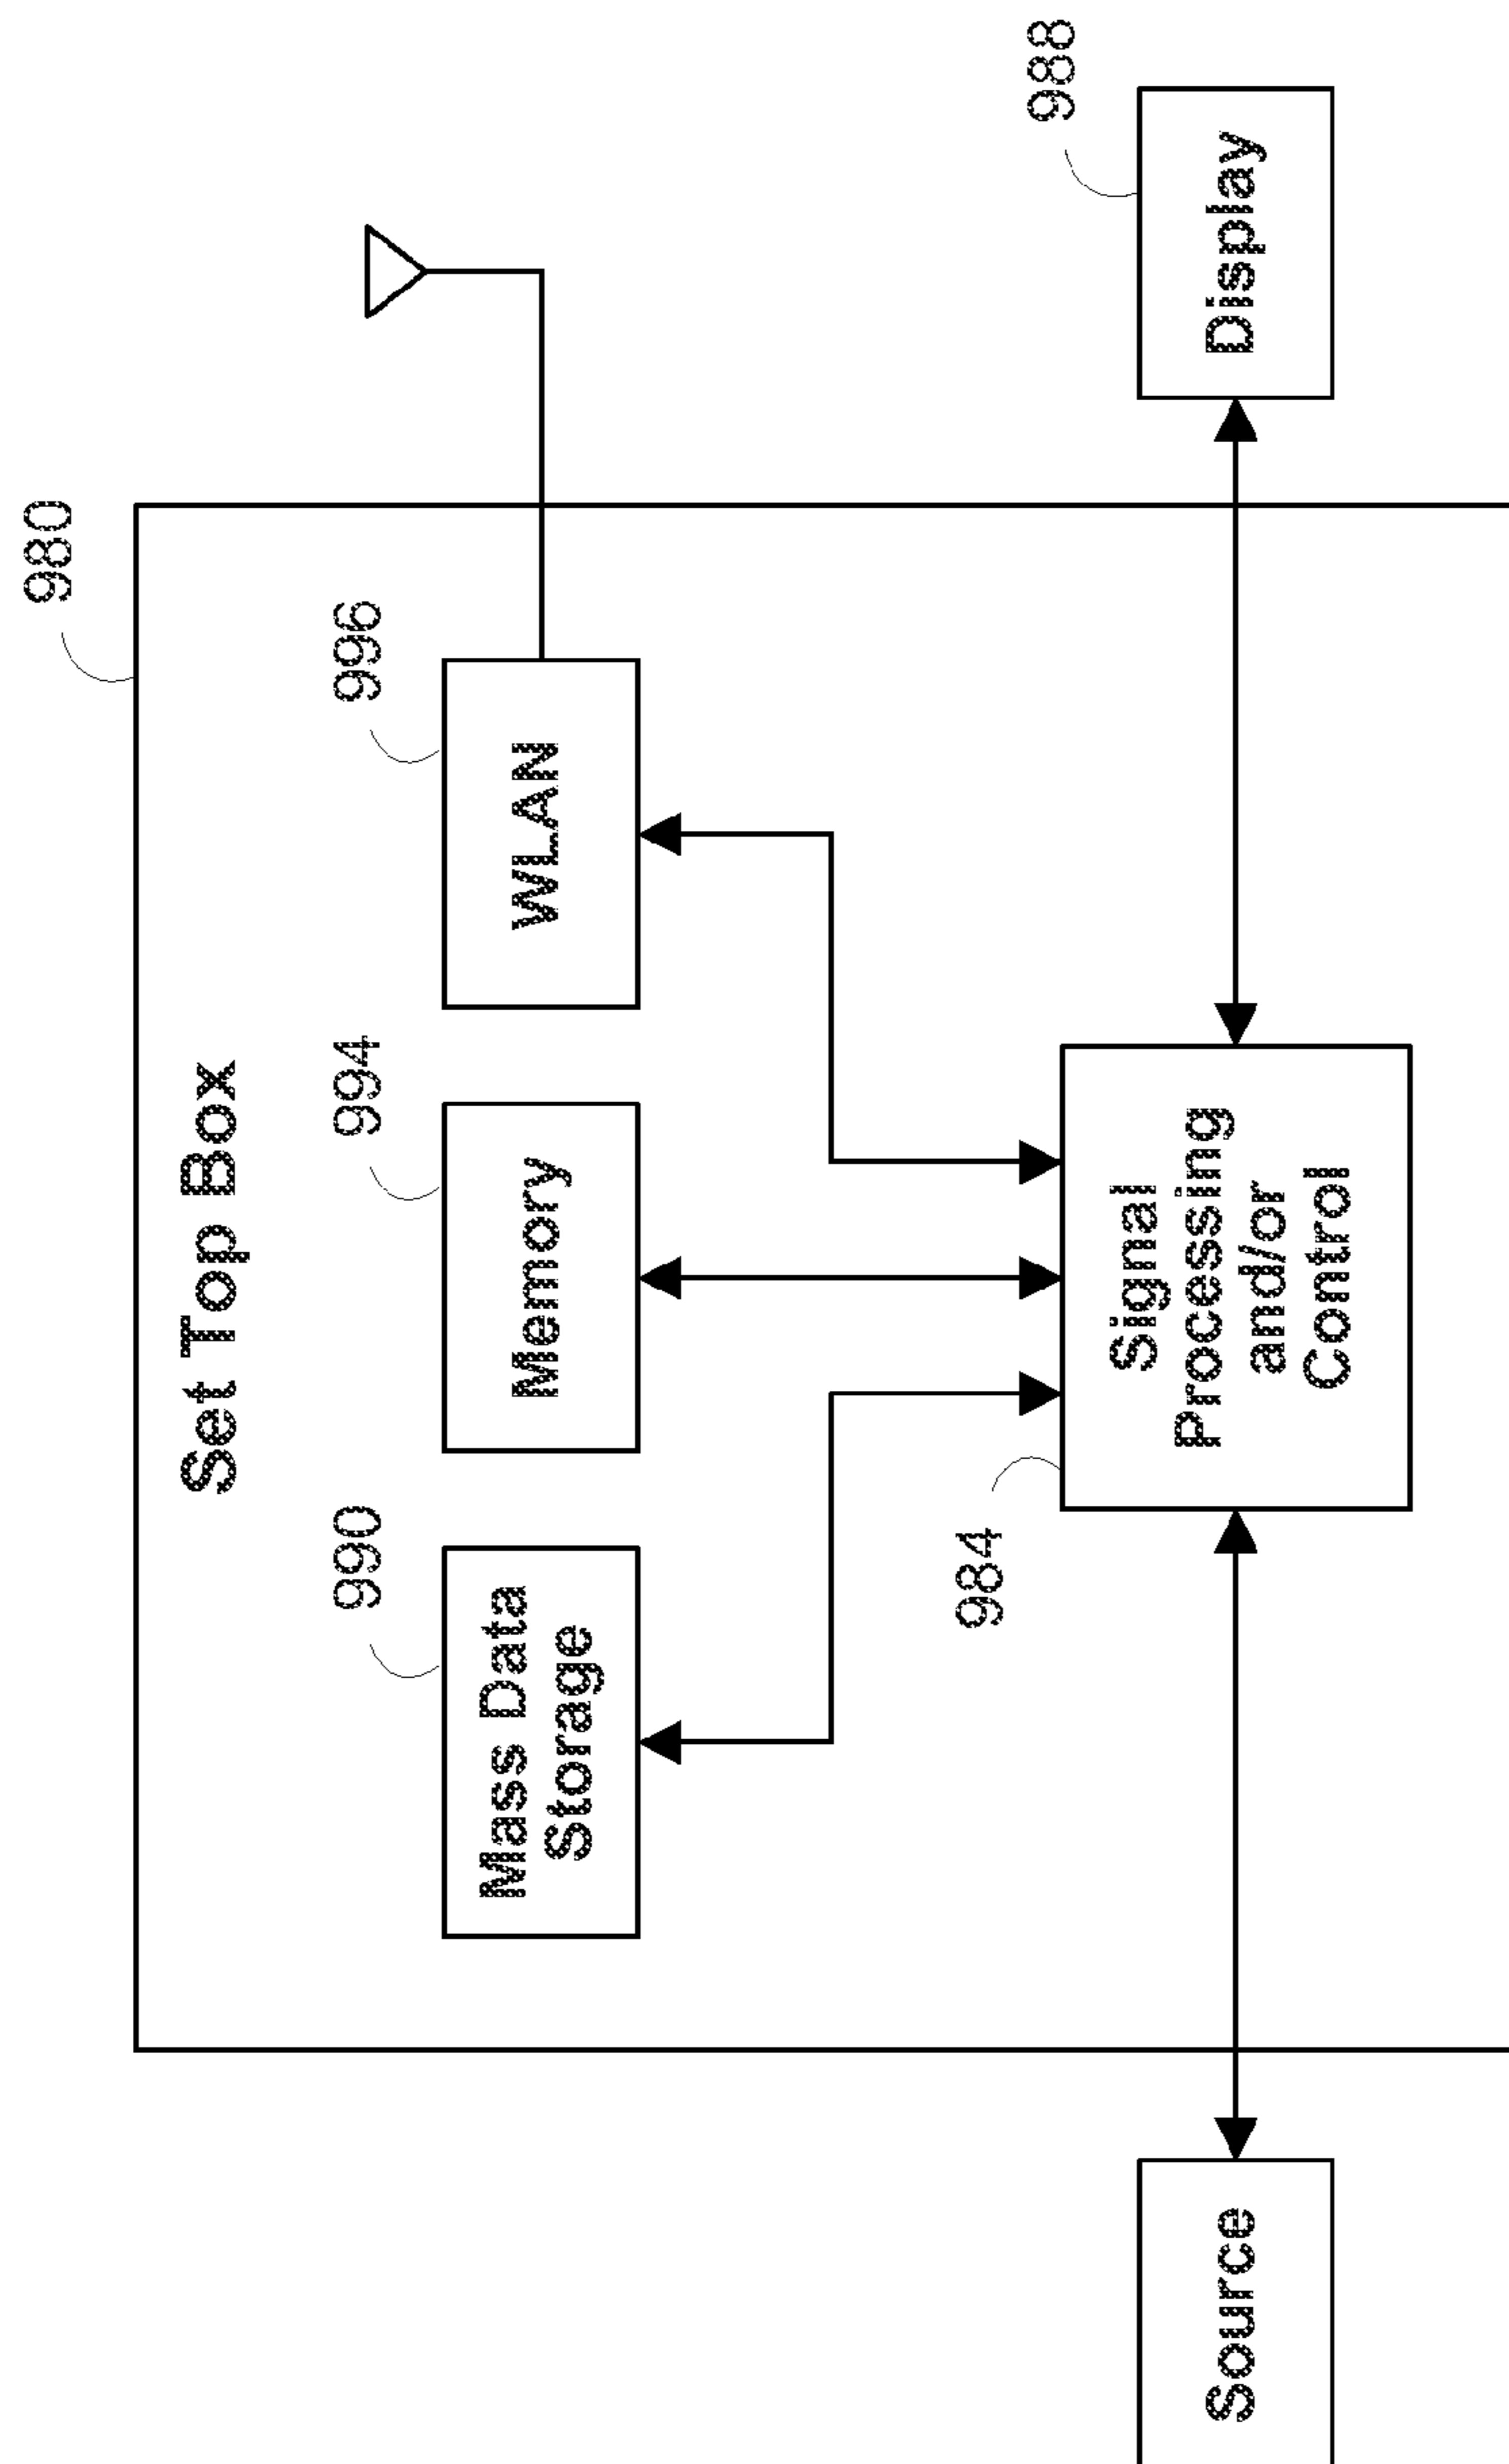 980
Set Top Box
990
994
996
Mass Data
Storage
Memory
WLAN
984
988
Source
Signal
Processing
and/or
Control
Display